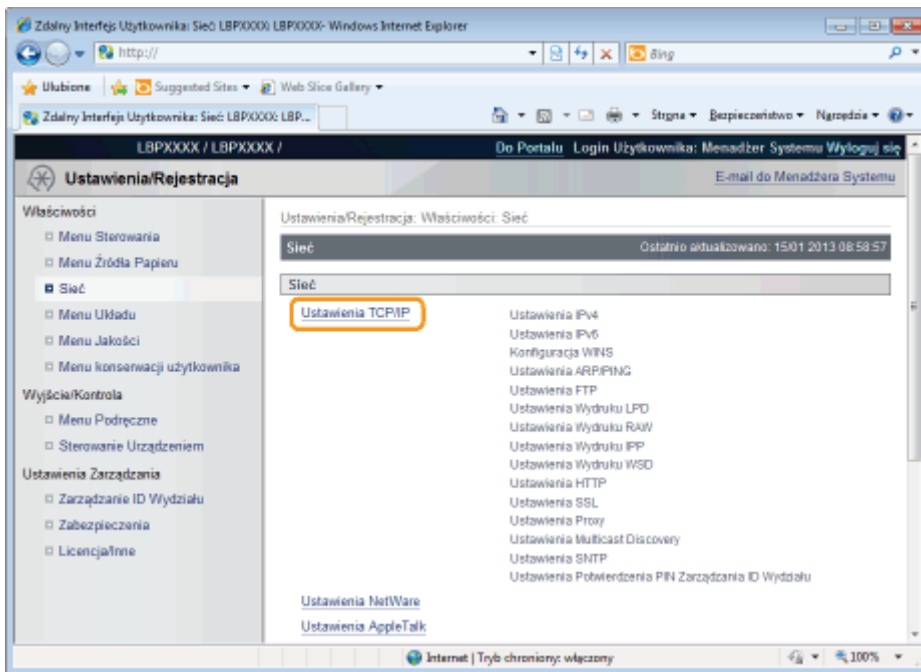 Zdalny Interfejs Użytkownika: Sieć: LBPXXXX: LBPXXXX- Windows Internet Explorer
http://
Bing
Ulubione Suggested Sites Web Slice Gallery
Zdalny Interfejs Użytkownika: Sieć: LBPXXXX: LBP...
Strona Bezpieczeństwo Narzędzia
LBPXXXX / LBPXXXX /
Do Portalu Login Użytkownika: Menadżer Systemu Wyloguj się
Ustawienia/Rejestracja
E-mail do Menadżera Systemu
Właściwości
Menu Sterowania
Menu Źródła Papieru
Sieć
Menu Układu
Menu Jakości
Menu konserwacji użytkownika
Wyjście/Kontrola
Menu Podręczne
Sterowanie Urządzeniem
Ustawienia Zarządzania
Zarządzanie ID Wydziału
Zabezpieczenia
Licencja/Inne
Ustawienia/Rejestracja: Właściwości: Sieć
Sieć
Ostatnio aktualizowano: 15/01 2013 08:58:57
Sieć
Ustawienia TCP/IP
Ustawienia IPv4
Ustawienia IPv6
Konfiguracja WINS
Ustawienia ARP/PING
Ustawienia FTP
Ustawienia Wydruku LPD
Ustawienia Wydruku RAW
Ustawienia Wydruku IPP
Ustawienia Wydruku WSD
Ustawienia HTTP
Ustawienia SSL
Ustawienia Proxy
Ustawienia Multicast Discovery
Ustawienia SNTP
Ustawienia Potwierdzenia PIN Zarządzania ID Wydziału
Ustawienia NetWare
Ustawienia AppleTalk
Internet | Tryb chroniony: włączony
100%